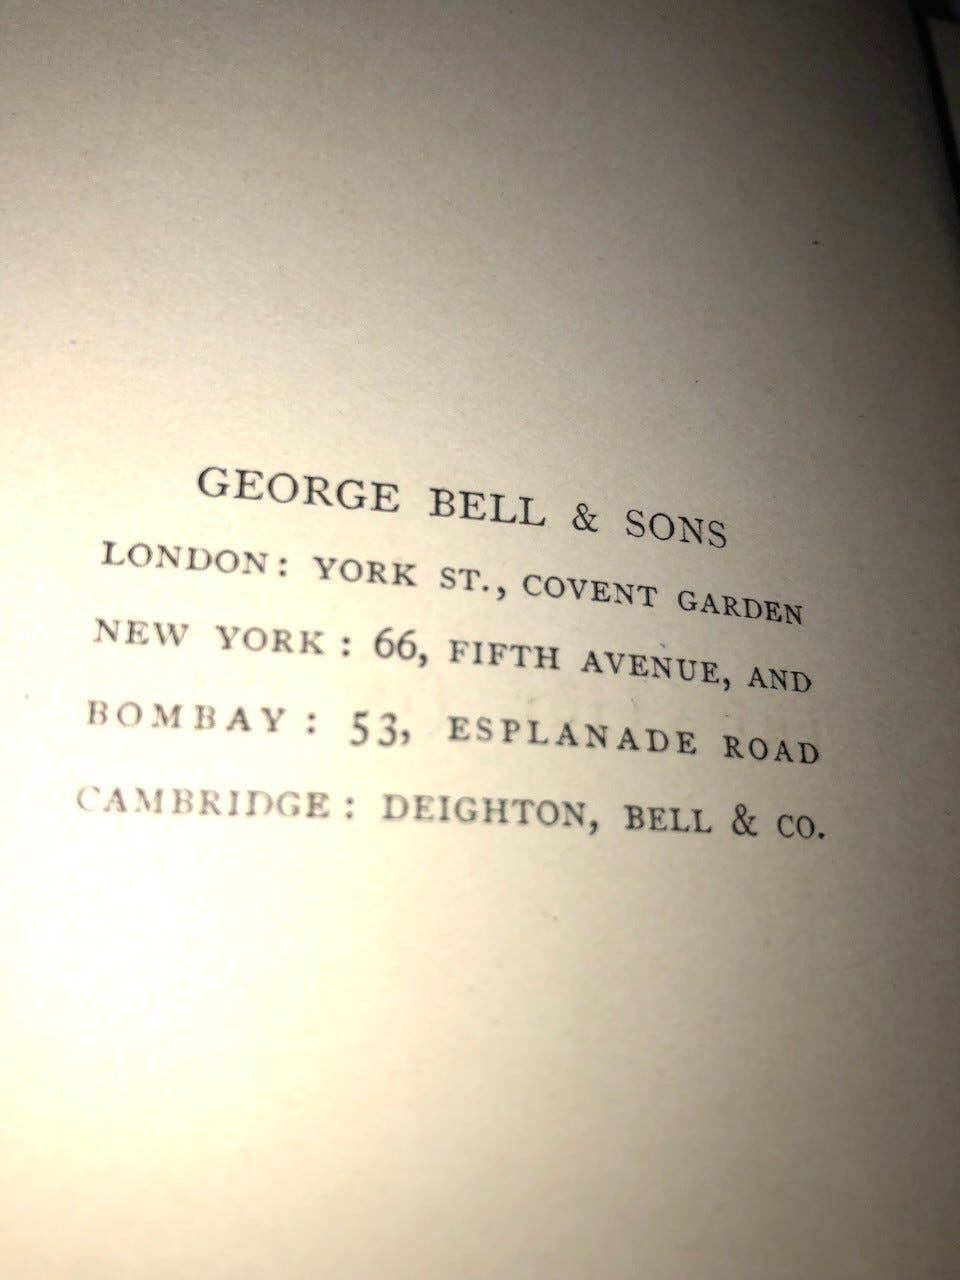 GEORGE BELL & SONS
LONDON: YORK ST., COVENT GARDEN
NEW YORK: 66, FIFTH AVENUE, AND
BOMBAY: 53, ESPLANADE ROAD
CAMBRIDGE: DEIGHTON, BELL & CO.